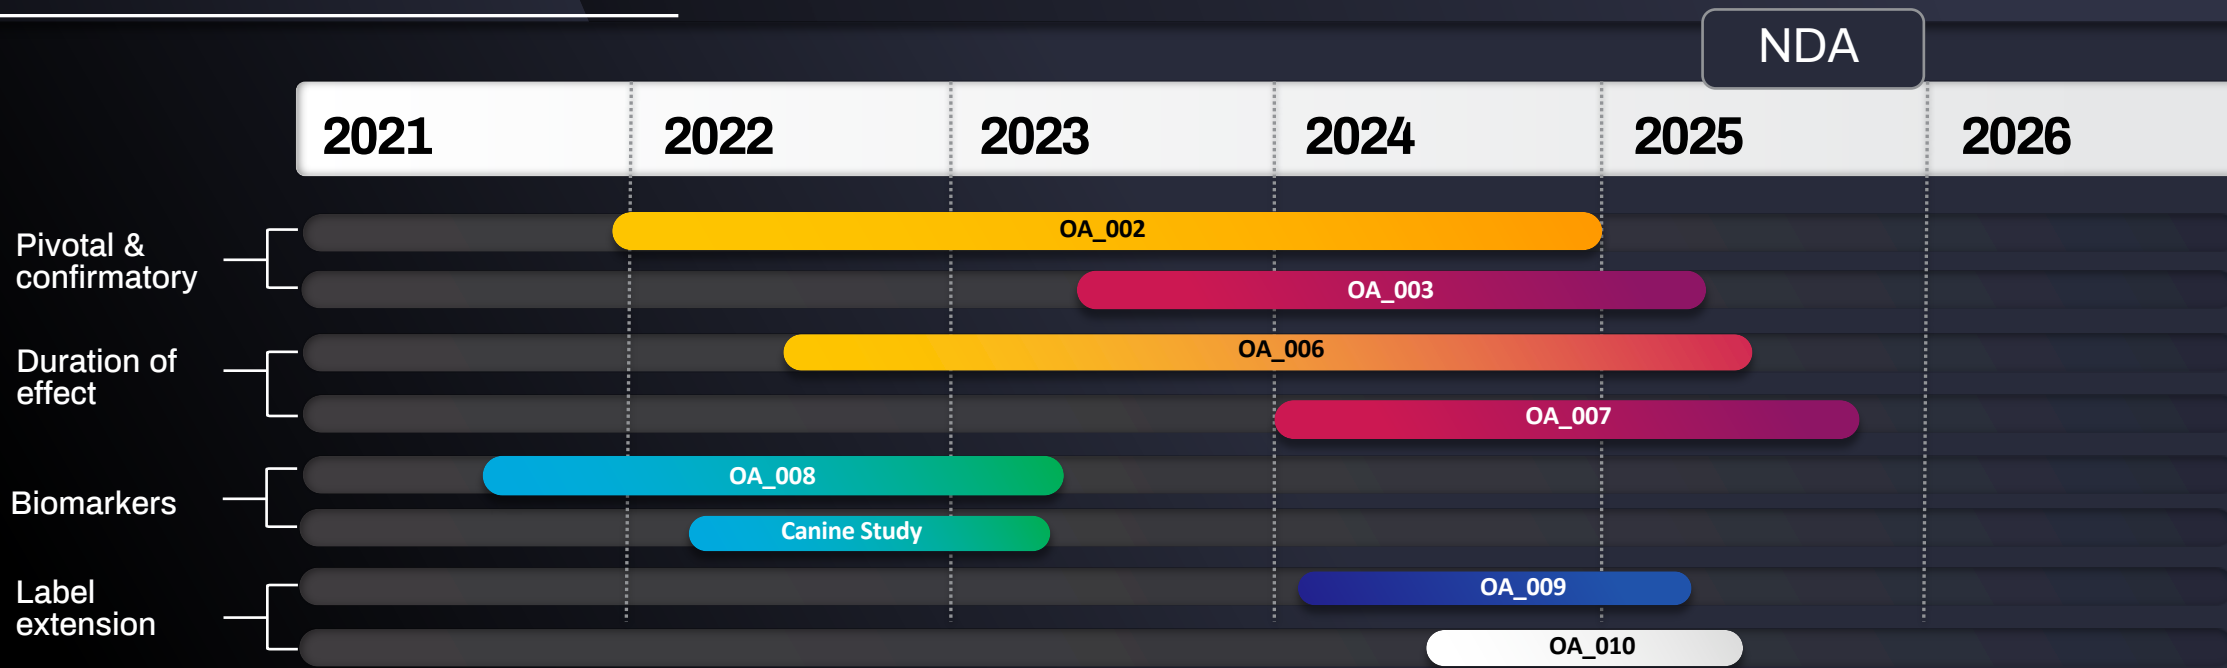 NDA
2021
2022
2023
2024
2025
2026
Pivotal &
confirmatory
OA_002
OA_003
Duration of
effect
OA_006
OA_007
Biomarkers
OA_008
Canine Study
Label
extension
OA_009
OA_010